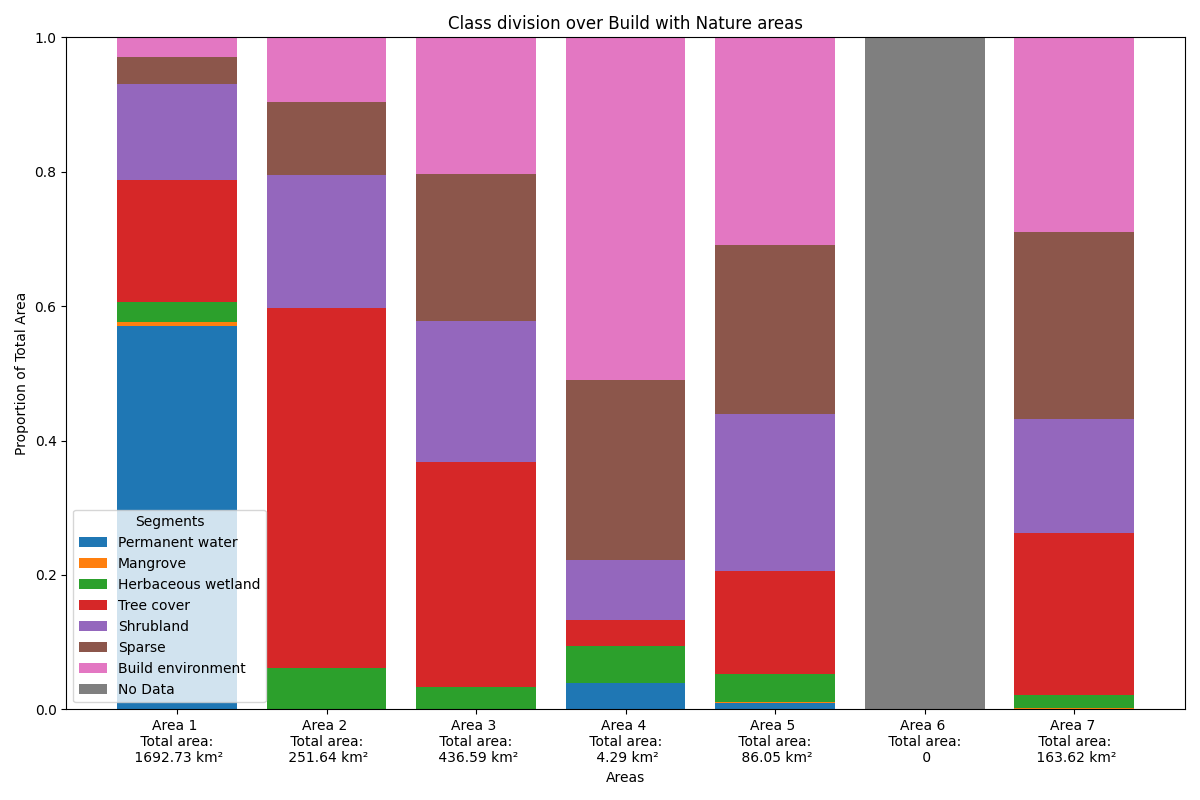 Class division over Build with Nature areas
Proportion of Total Area
1.0
0.8
0.6
0.4
0.2
0.0
Segments
Permanent water
Mangrove
Herbaceous wetland
Tree cover
Shrubland
Sparse
Build environment
No Data
Area 1
Total area:
1692.73 km²
Area 2
Total area:
251.64 km²
Area 3
Total area:
436.59 km²
Area 4
Total area:
4.29 km²
Area 5
Total area:
86.05 km²
Area 6
Total area:
0
Area 7
Total area:
163.62 km²
Areas